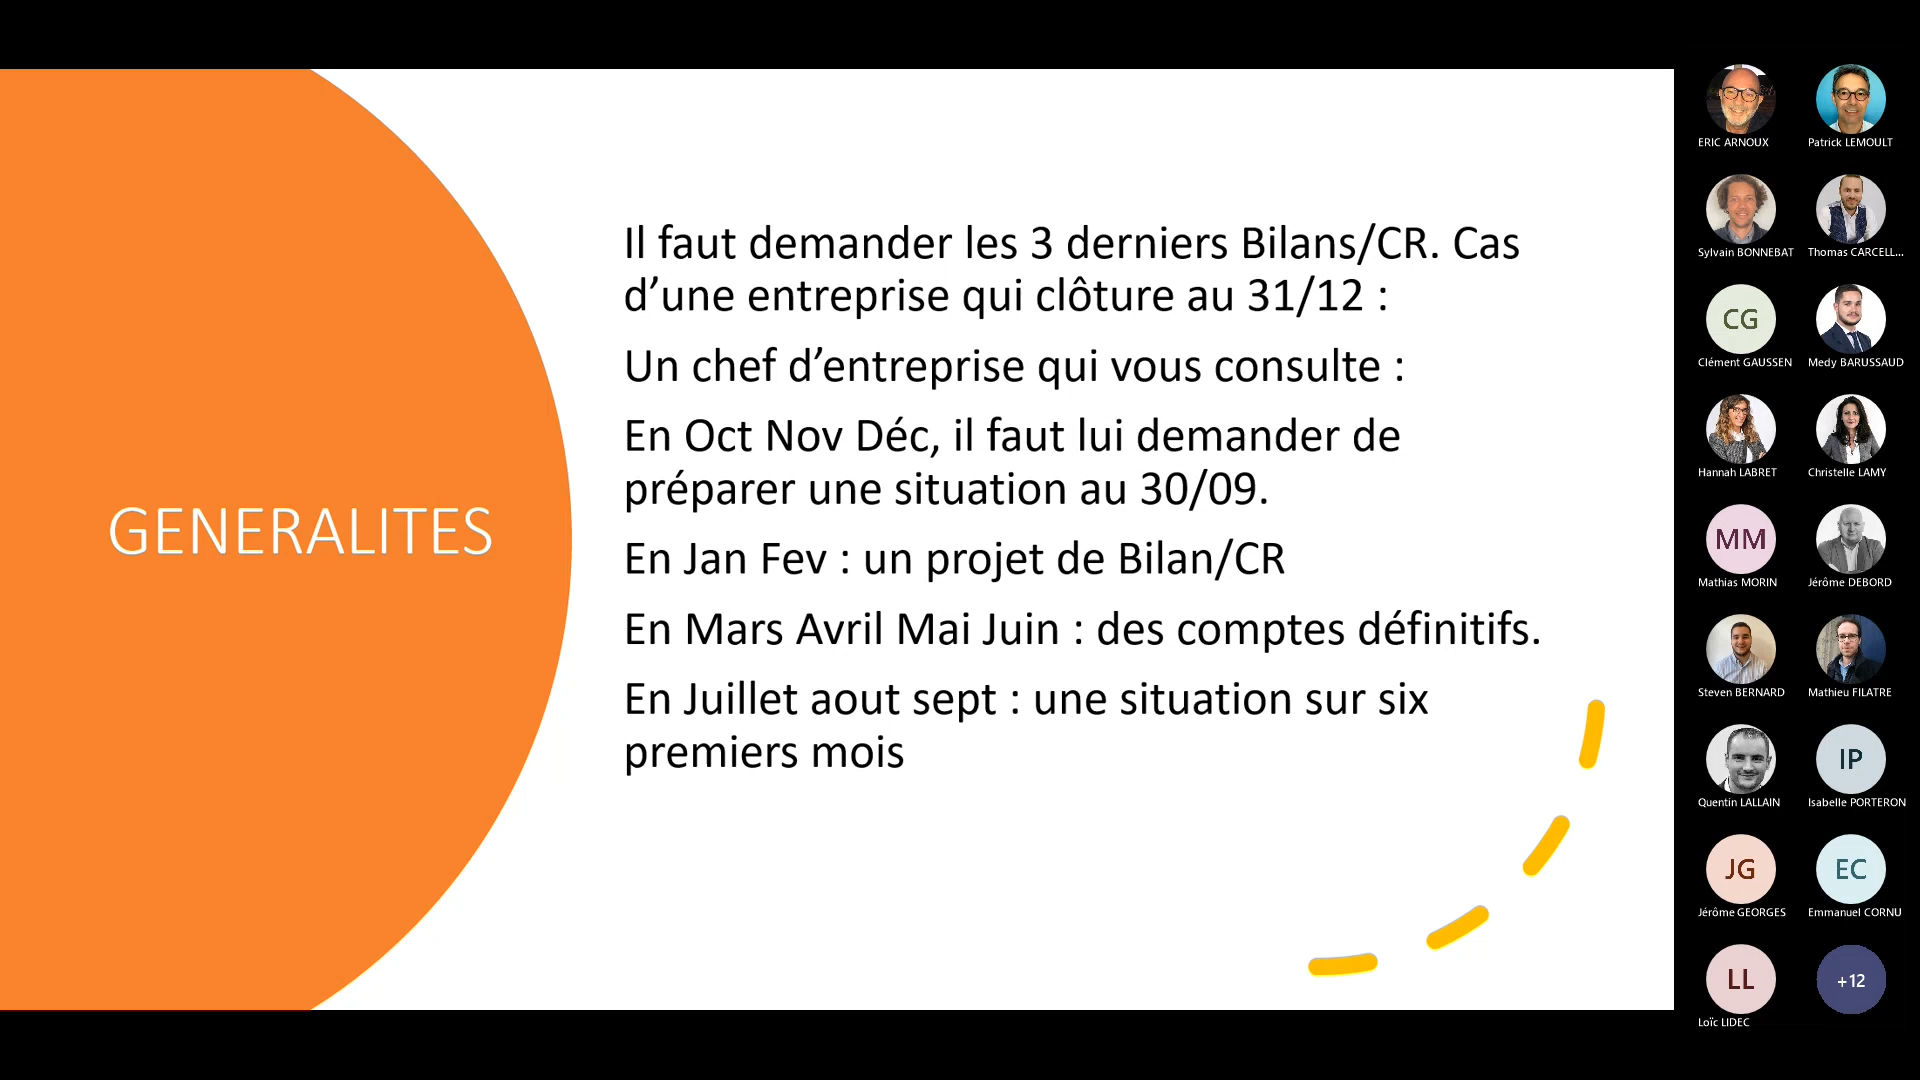 GENERALITES
Il faut demander les 3 derniers Bilans/CR. Cas
d’une entreprise qui clôture au 31/12 :
Un chef d’entreprise qui vous consulte :
En Oct Nov Déc, il faut lui demander de
préparer une situation au 30/09.
En Jan Fev : un projet de Bilan/CR
En Mars Avril Mai Juin : des comptes définitifs.
En Juillet aout sept : une situation sur six
premiers mois
ERIC ARNOUX
Patrick LEMOULT
Sylvain BONNEBAT
Thomas CARCELL...
CG
Clément GAUSSEN
Medy BARUSSAUD
Hannah LABRET
Christelle LAMY
MM
Mathias MORIN
Jérôme DEBORD
Steven BERNARD
Mathieu FILATRE
Quentin LALLAIN
IP
Isabelle PORTERON
JG
Jérôme GEORGES
EC
Emmanuel CORNU
LL
Loïc LIDEC
+12